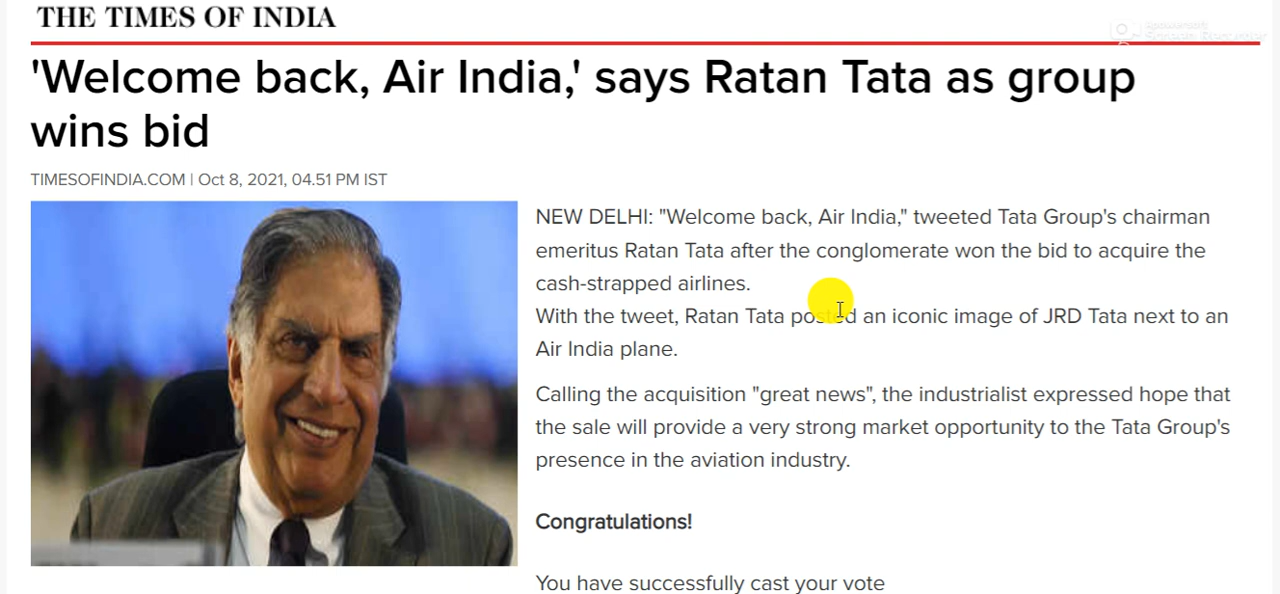 THE TIMES OF INDIA
Apowersoft
Screen Recorder
'Welcome back, Air India,' says Ratan Tata as group
wins bid
TIMESOFINDIA.COM | Oct 8, 2021, 04.51 PM IST
NEW DELHI: "Welcome back, Air India," tweeted Tata Group's chairman
emeritus Ratan Tata after the conglomerate won the bid to acquire the
cash-strapped airlines.
With the tweet, Ratan Tata posted an iconic image of JRD Tata next to an
Air India plane.
Calling the acquisition "great news", the industrialist expressed hope that
the sale will provide a very strong market opportunity to the Tata Group's
presence in the aviation industry.
Congratulations!
You have successfully cast your vote